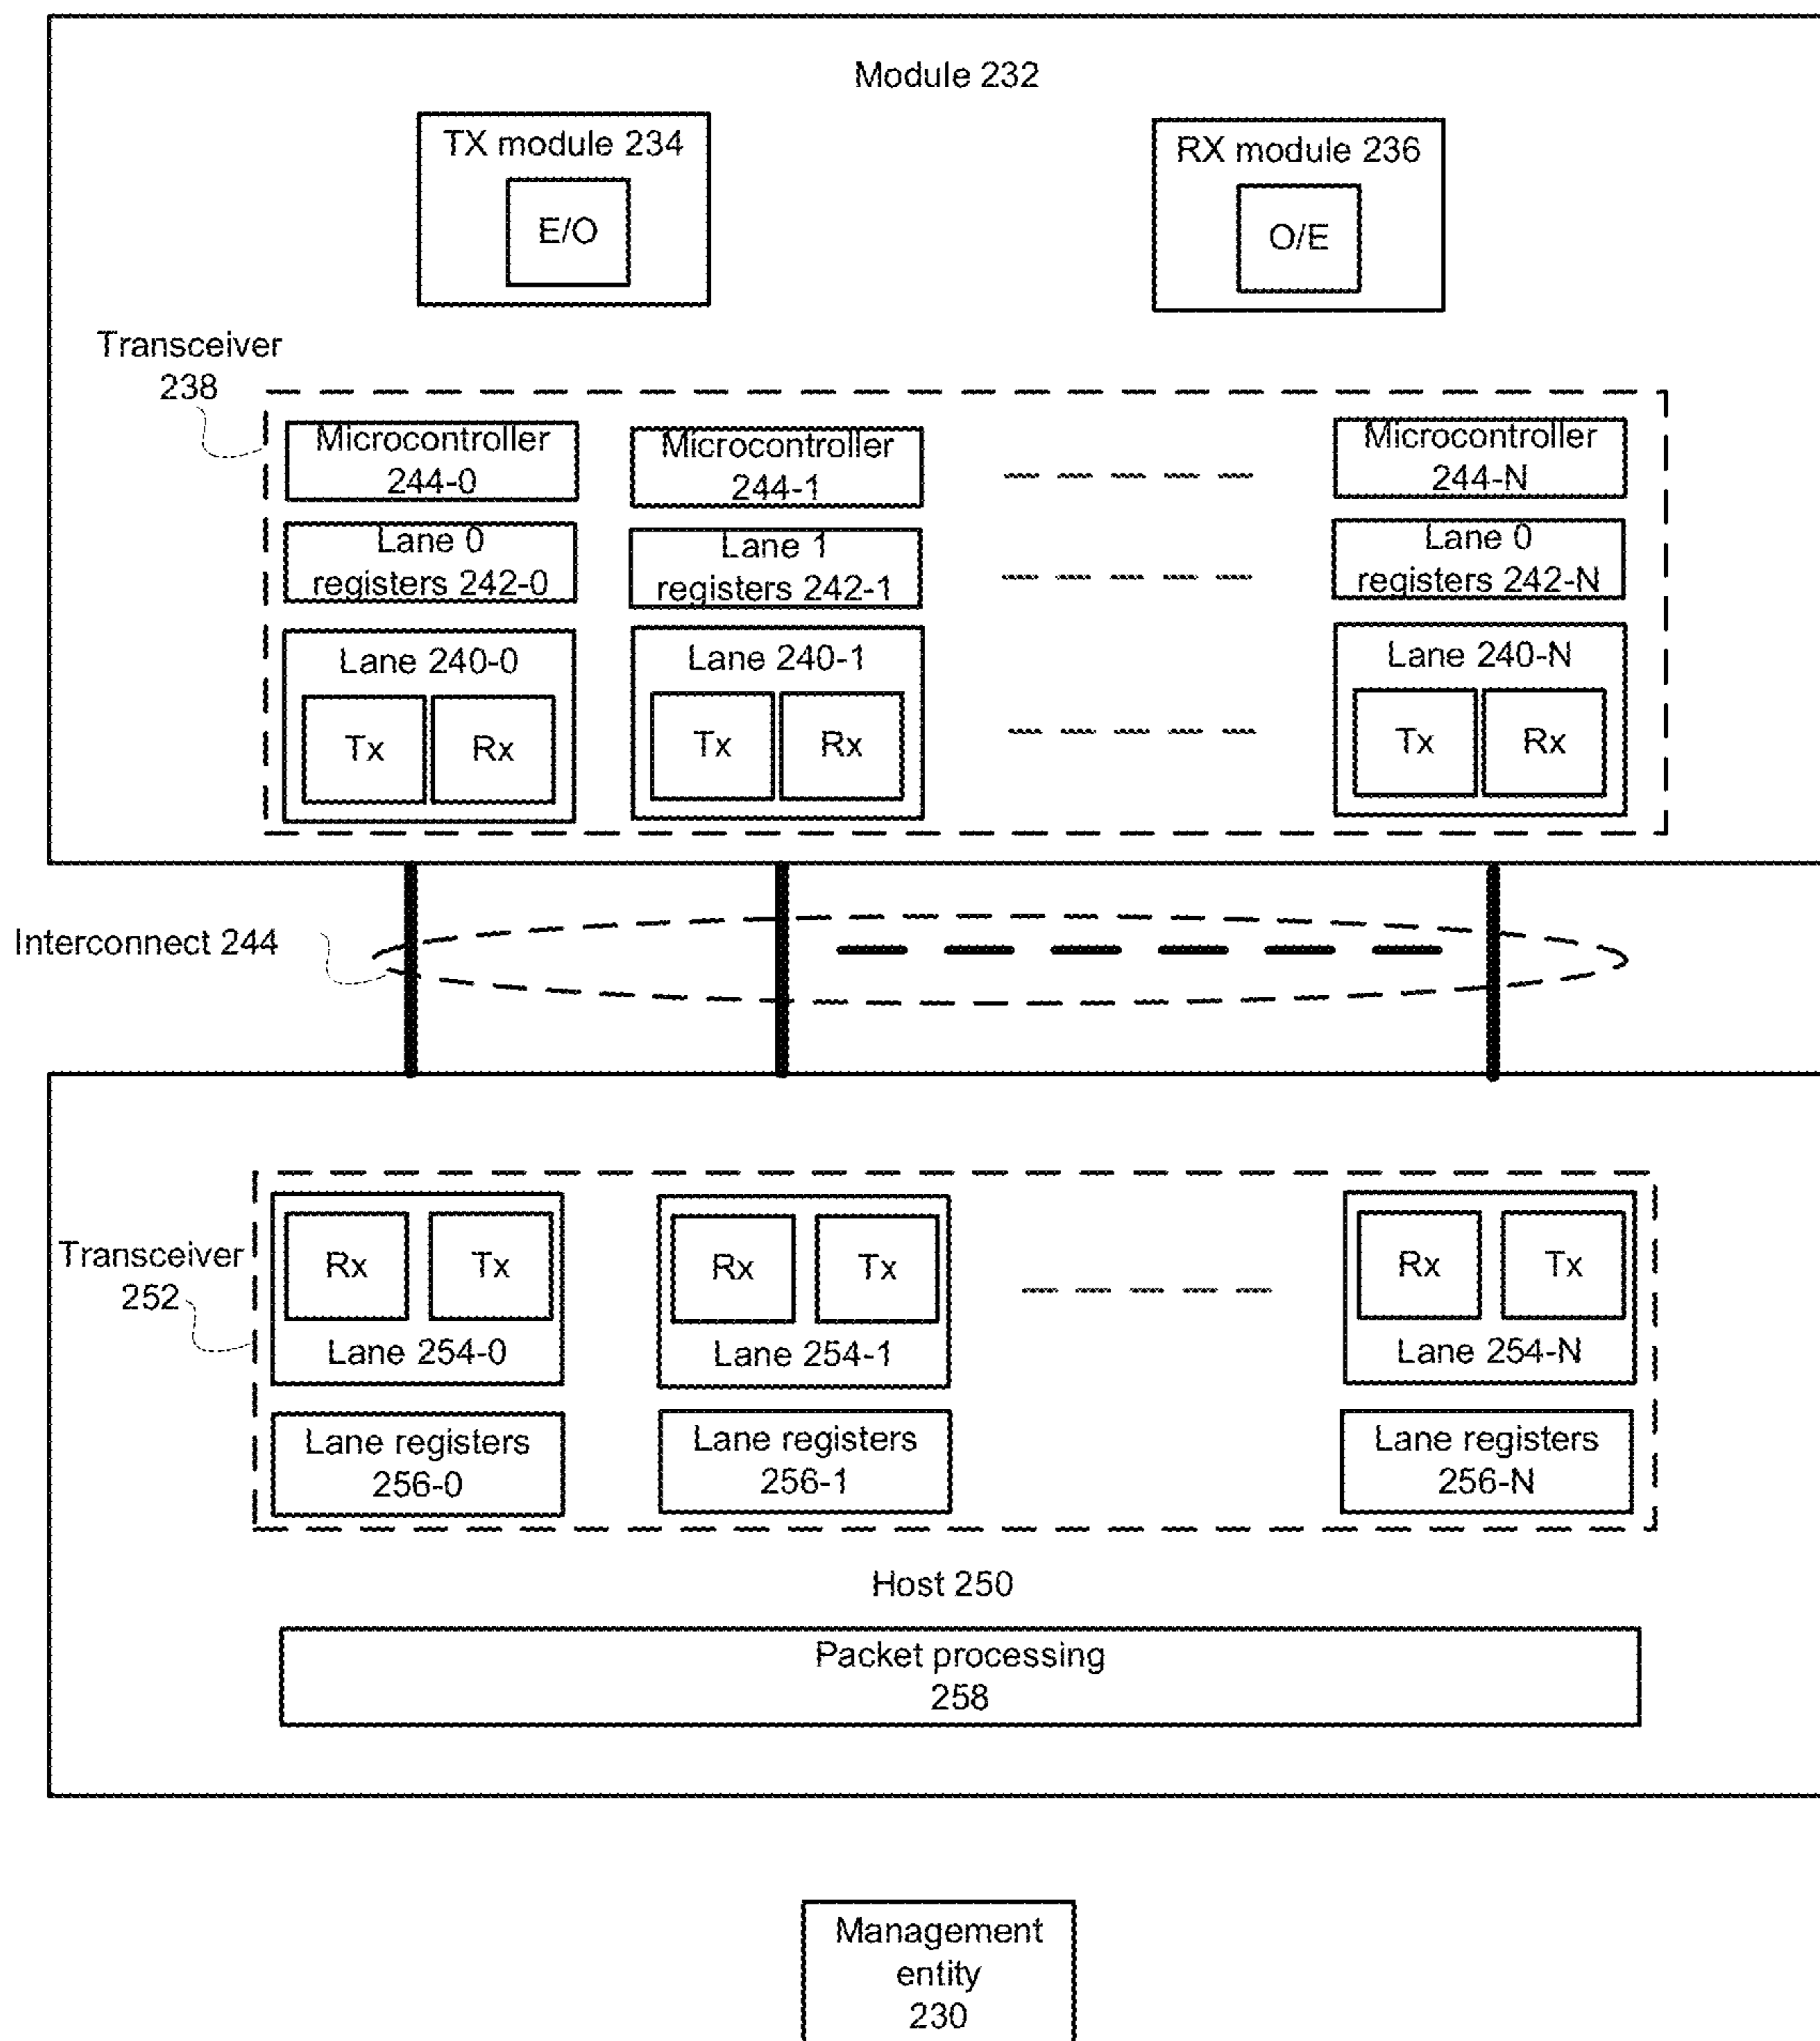 Module 232
TX module 234
E/O
RX module 236
O/E
Transceiver
238
Microcontroller
244-0
Microcontroller
244-1
Microcontroller
244-N
Lane 0
registers 242-0
Lane 1
registers 242-1
Lane 0
registers 242-N
Lane 240-0
Tx
Rx
Lane 240-1
Tx
Rx
Lane 240-N
Tx
Rx
Interconnect 244
Transceiver
252
Rx
Tx
Lane 254-0
Rx
Tx
Lane 254-1
Rx
Tx
Lane 254-N
Lane registers
256-0
Lane registers
256-1
Lane registers
256-N
Host 250
Packet processing
258
Management
entity
230